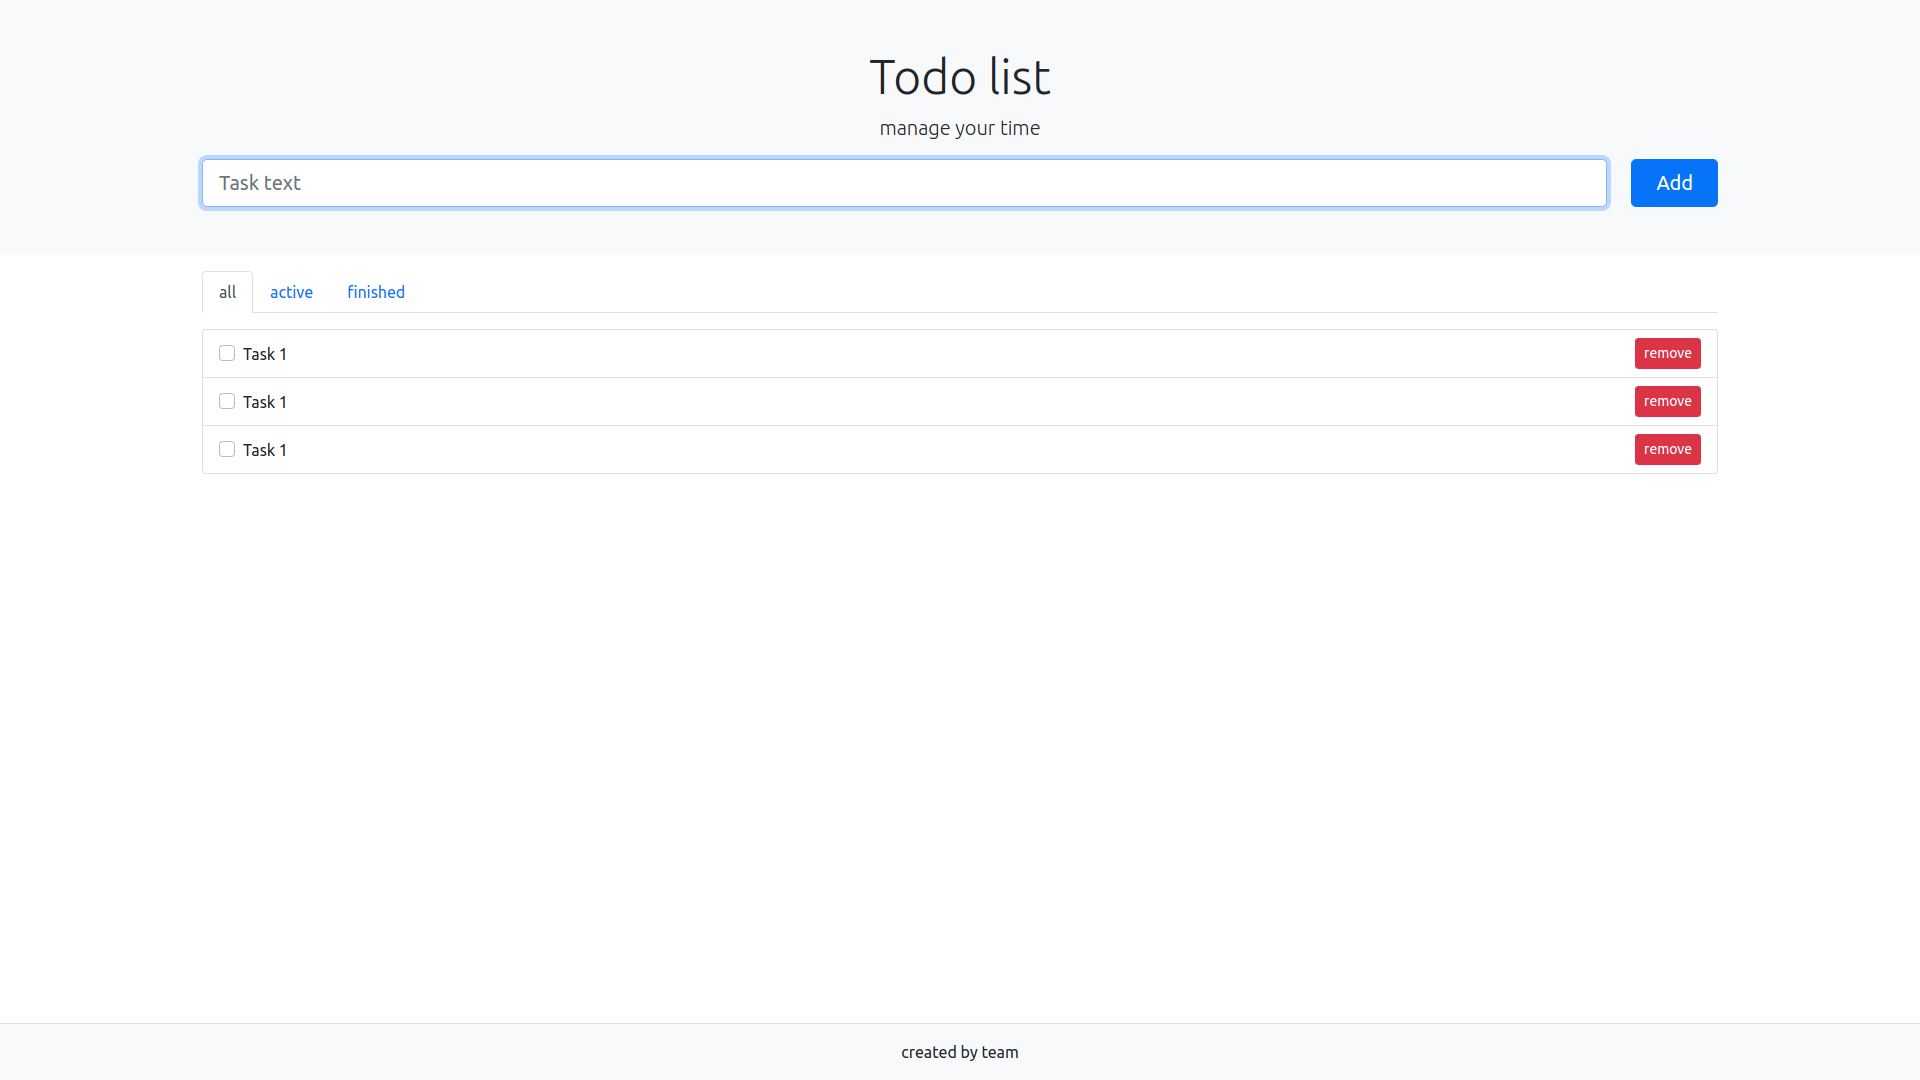 Todo list
manage your time
Task text
Add
all active finished
Task 1 remove
Task 1 remove
Task 1 remove
created by team